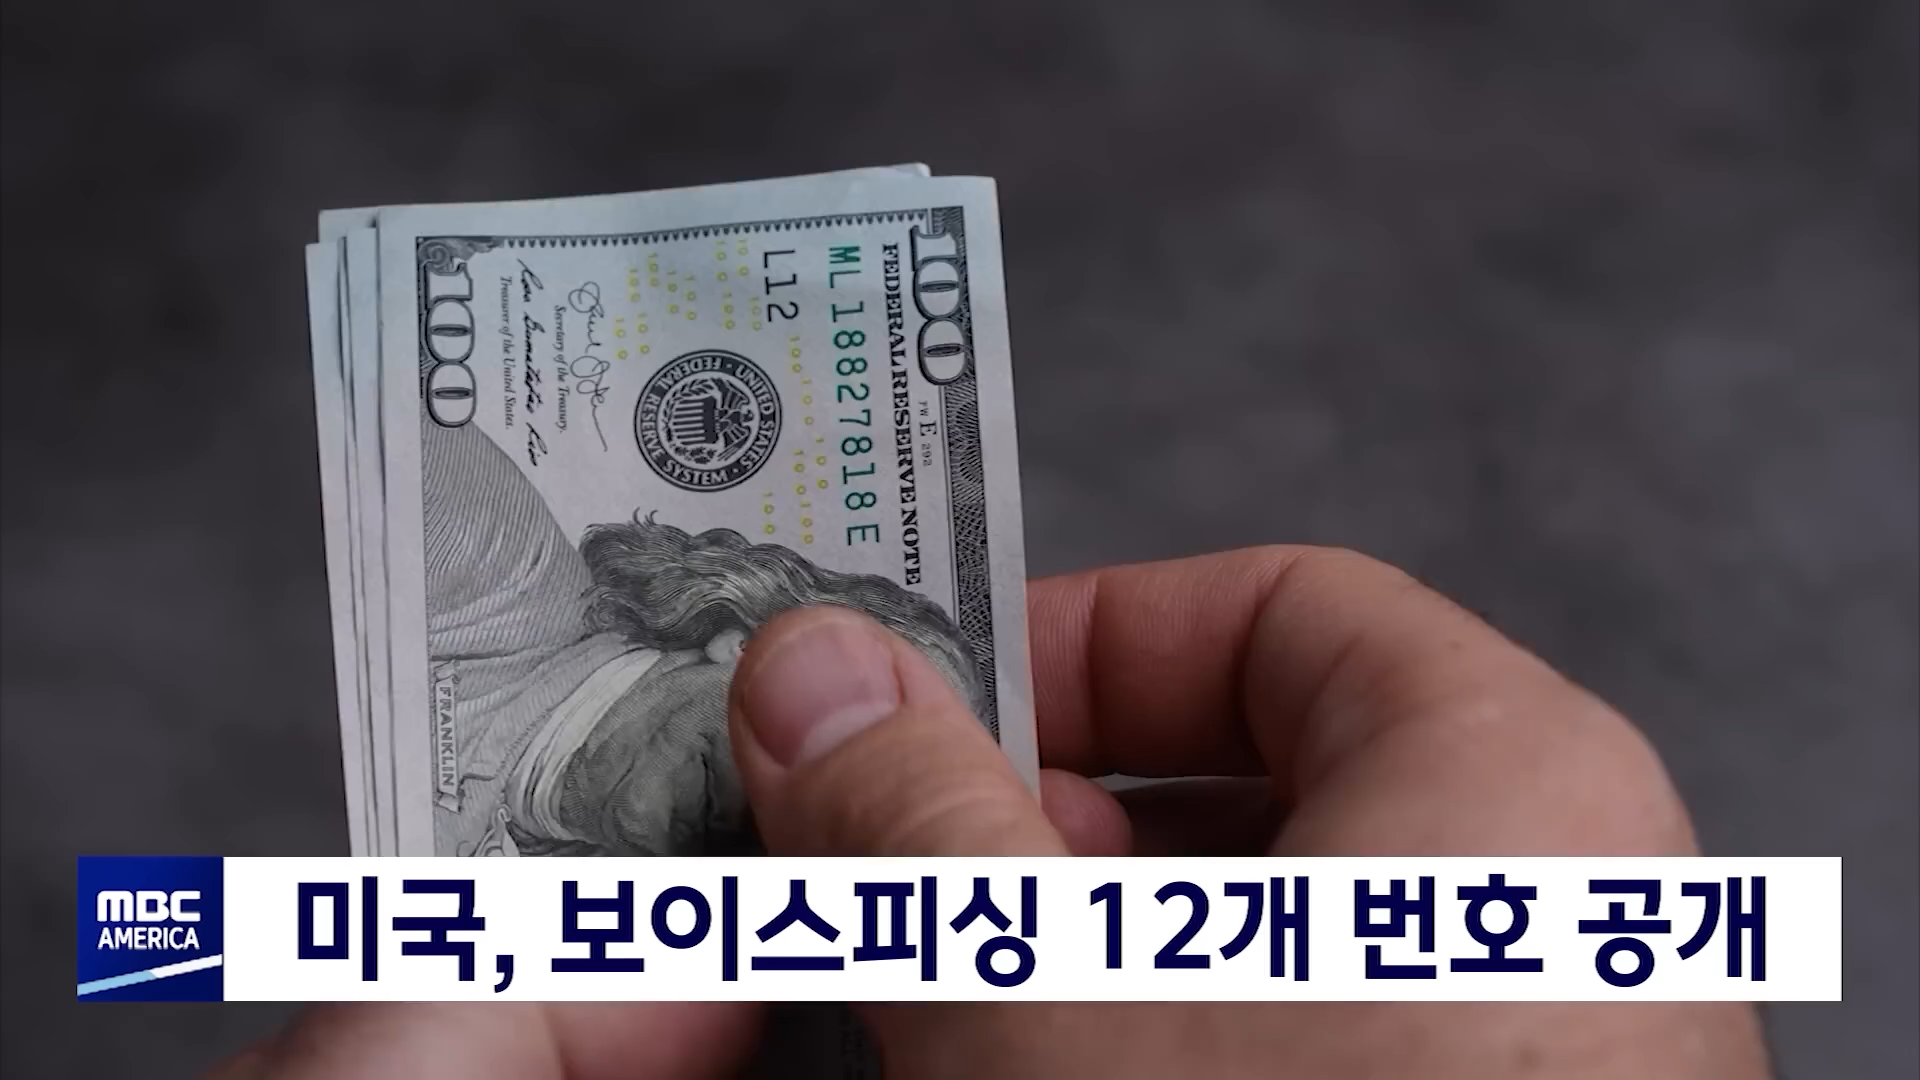 100
FEDERAL RESERVE NOTE
FW E 292
ML18827818E
L12
UNITED STATES FEDERAL RESERVE SYSTEM
Secretary of the Treasury.
Treasurer of the United States.
100
FRANKLIN
MBC
AMERICA
미국, 보이스피싱 12개 번호 공개